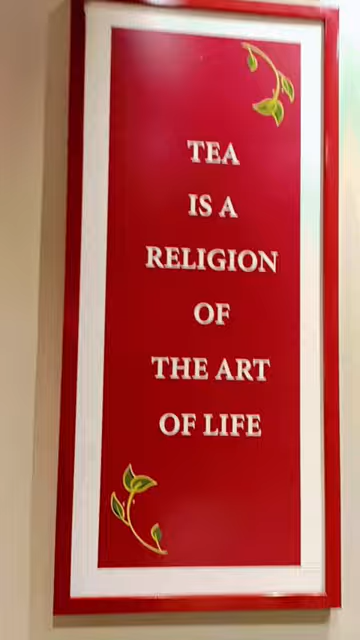 TEA
IS A
RELIGION
OF
THE ART
OF LIFE